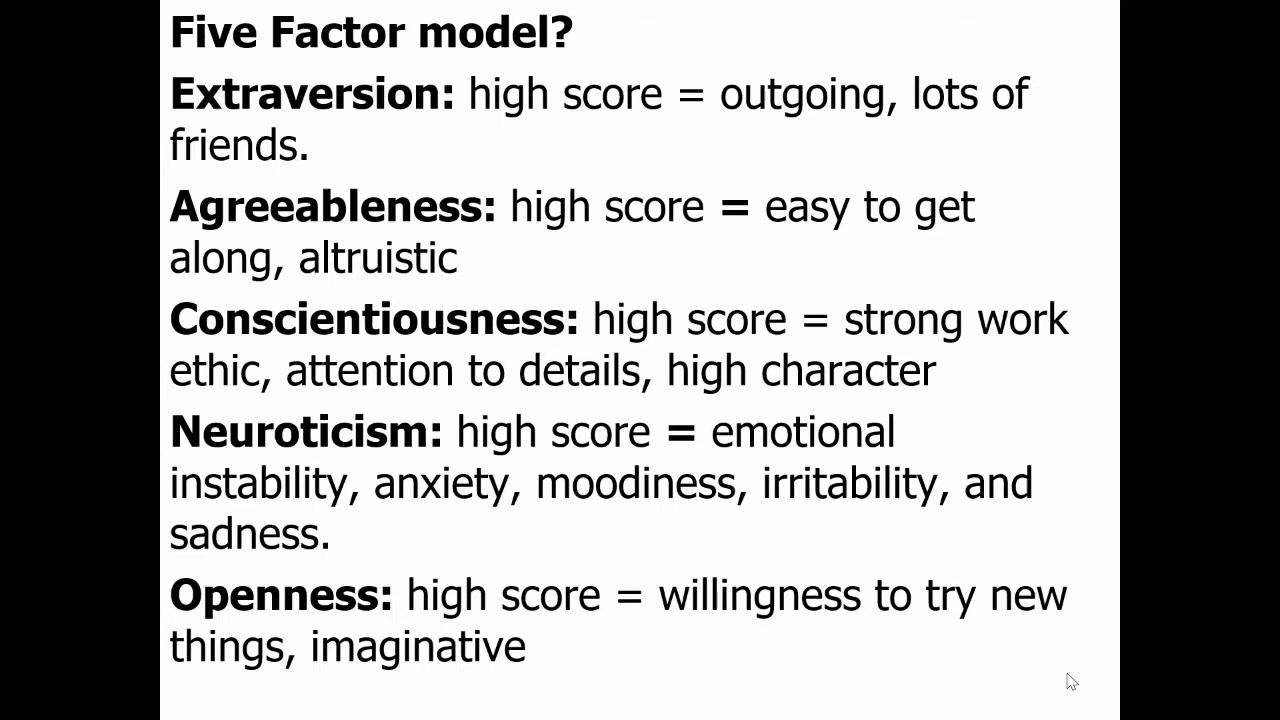 Five Factor model?
Extraversion: high score = outgoing, lots of
friends.
Agreeableness: high score = easy to get
along, altruistic
Conscientiousness: high score = strong work
ethic, attention to details, high character
Neuroticism: high score = emotional
instability, anxiety, moodiness, irritability, and
sadness.
Openness: high score = willingness to try new
things, imaginative